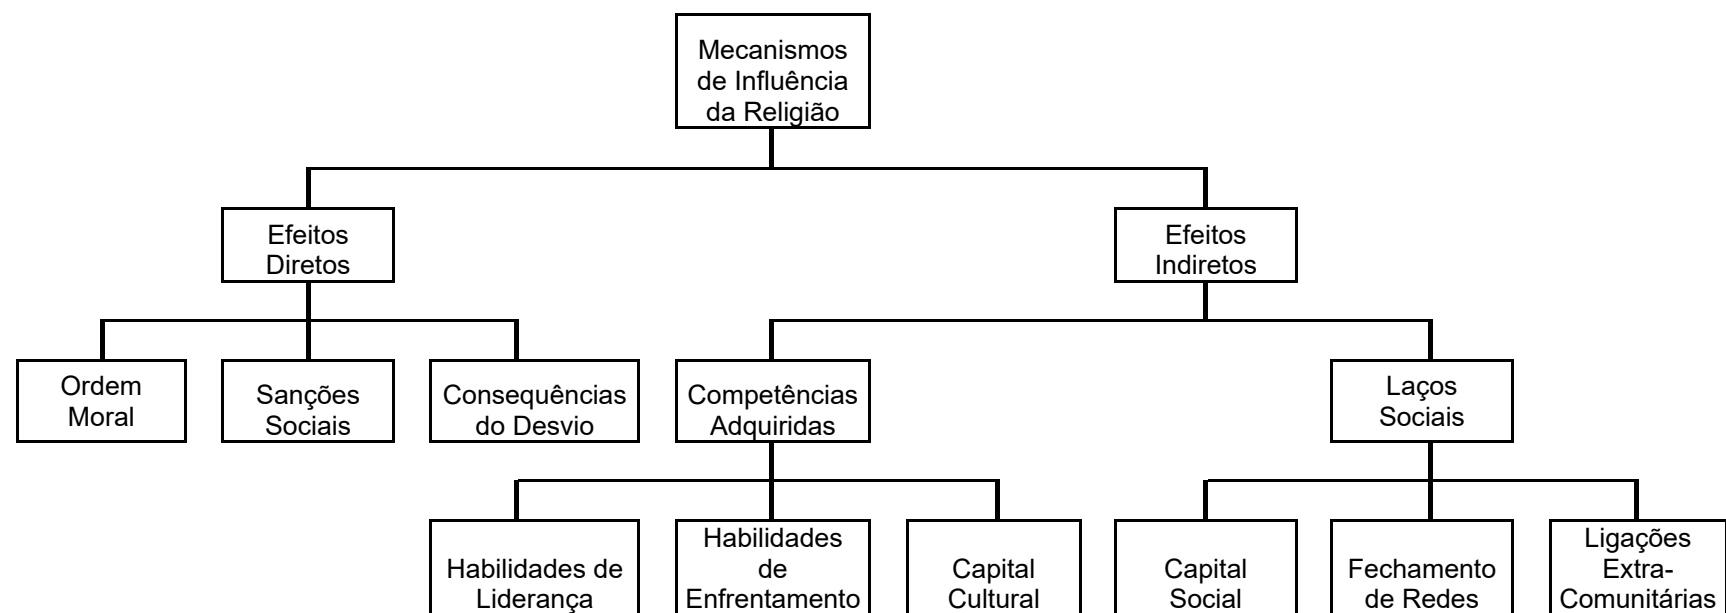 Mecanismos
de Influência
da Religião
Efeitos
Diretos
Efeitos
Indiretos
Ordem
Moral
Sanções
Sociais
Consequências
do Desvio
Competências
Adquiridas
Laços
Sociais
Habilidades de
Liderança
Habilidades
de
Enfrentamento
Capital
Cultural
Capital
Social
Fechamento
de Redes
Ligações
Extra-
Comunitárias